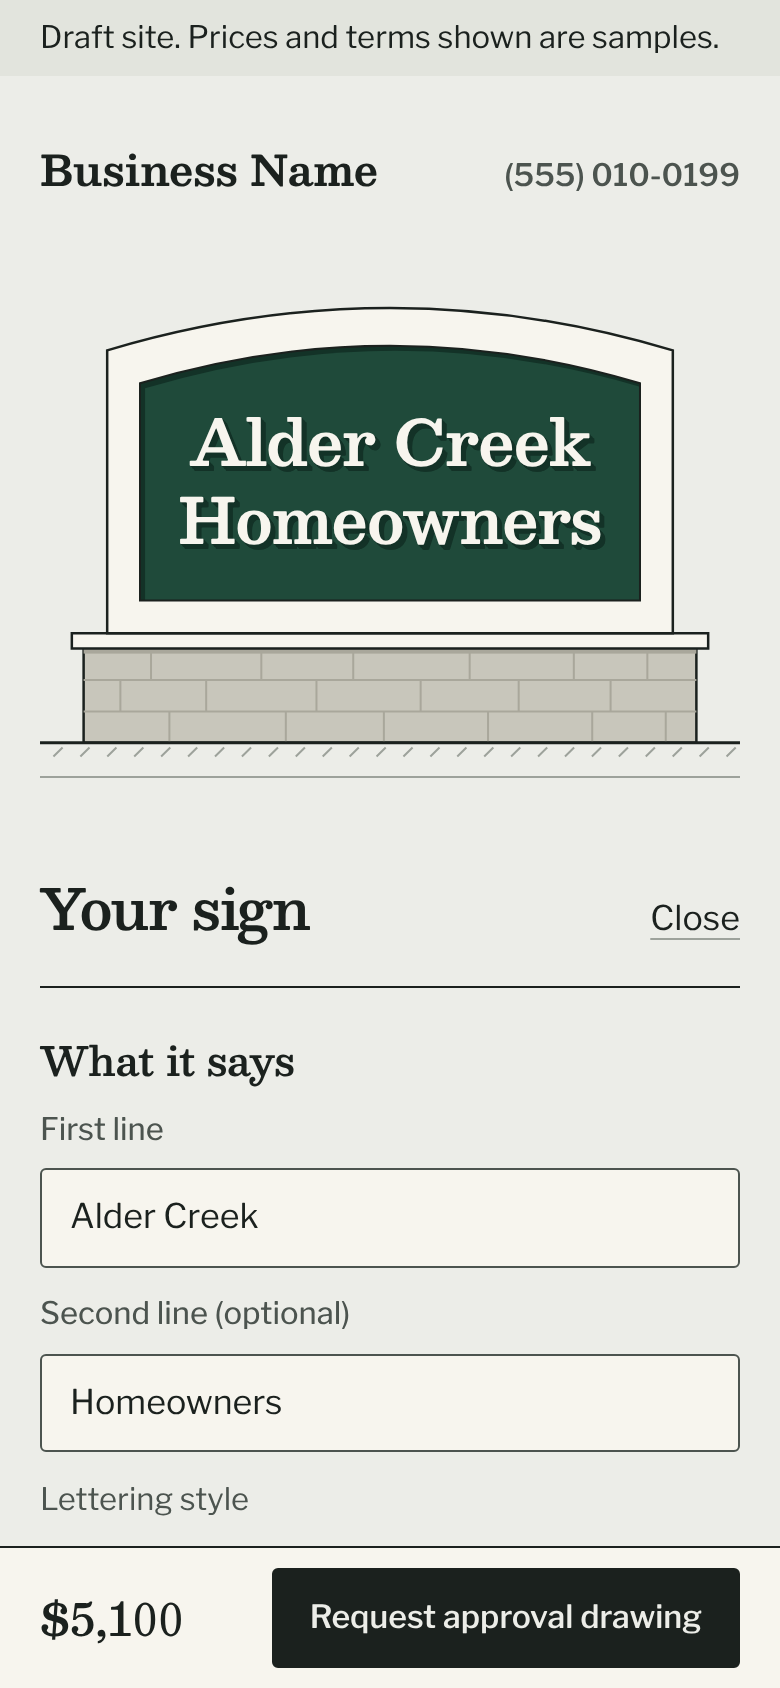 Draft site. Prices and terms shown are samples.
Business Name
(555) 010-0199
Alder Creek
Homeowners
Your sign
Close
What it says
First line
Alder Creek
Second line (optional)
Homeowners
Lettering style
$5,100
Request approval drawing